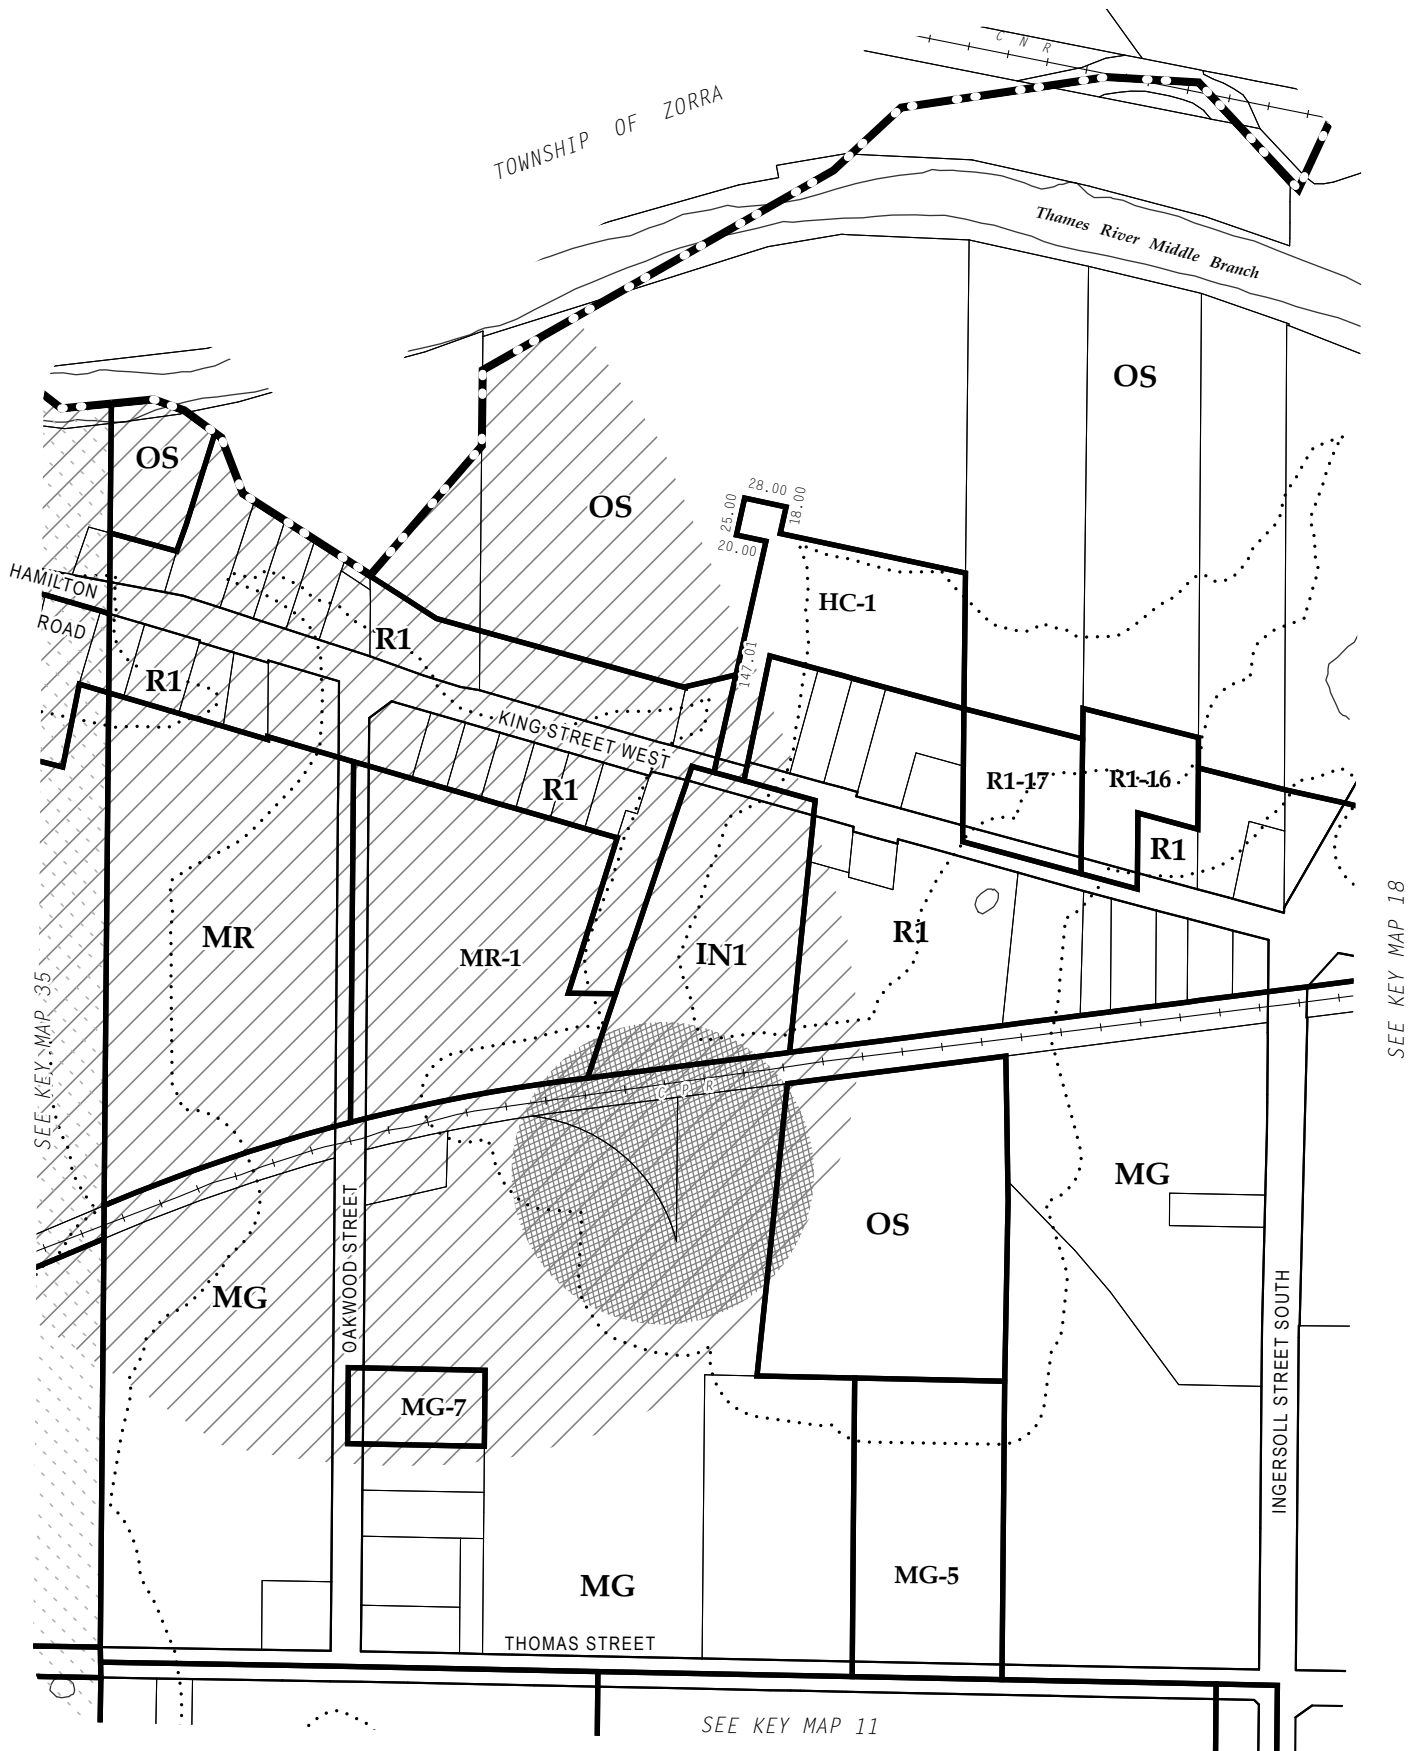 C N R
TOWNSHIP OF ZORRA
Thames River Middle Branch
OS
OS
OS
28.00
18.00
25.00
20.00
HAMILTON
ROAD
HC-1
R1
R1
147.01
KING STREET WEST
R1
R1-17
R1-16
R1
MR
MR-1
IN1
R1
SEE KEY MAP 35
SEE KEY MAP 18
C P R
MG
OS
OAKWOOD STREET
MG
INGERSOLL STREET SOUTH
MG-7
MG
MG-5
THOMAS STREET
SEE KEY MAP 11